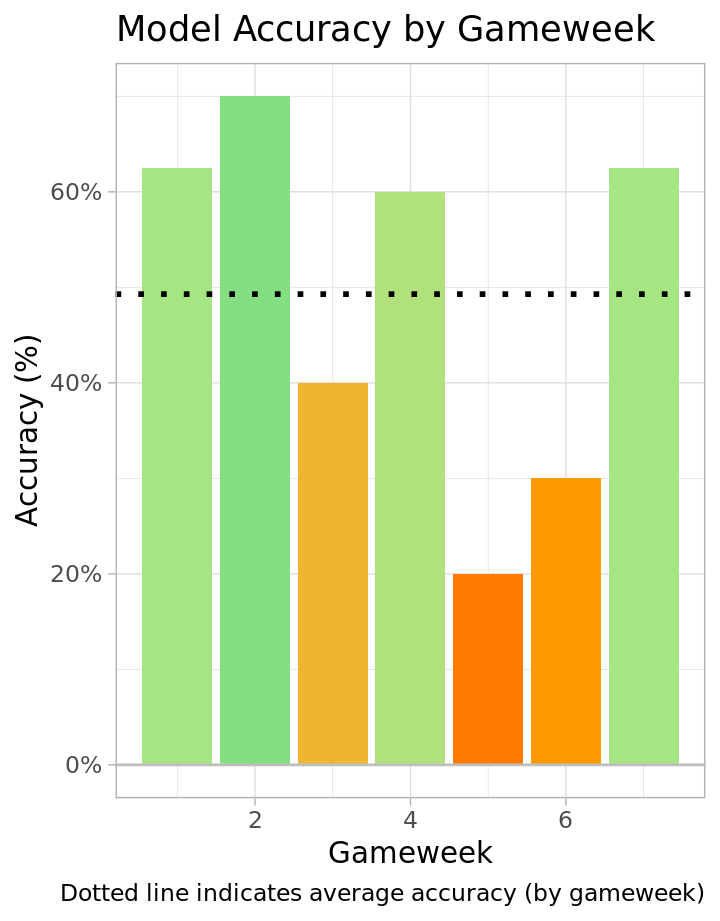 Model Accuracy by Gameweek
Accuracy (%)
60%
40%
20%
0%
2 4 6
Gameweek
Dotted line indicates average accuracy (by gameweek)